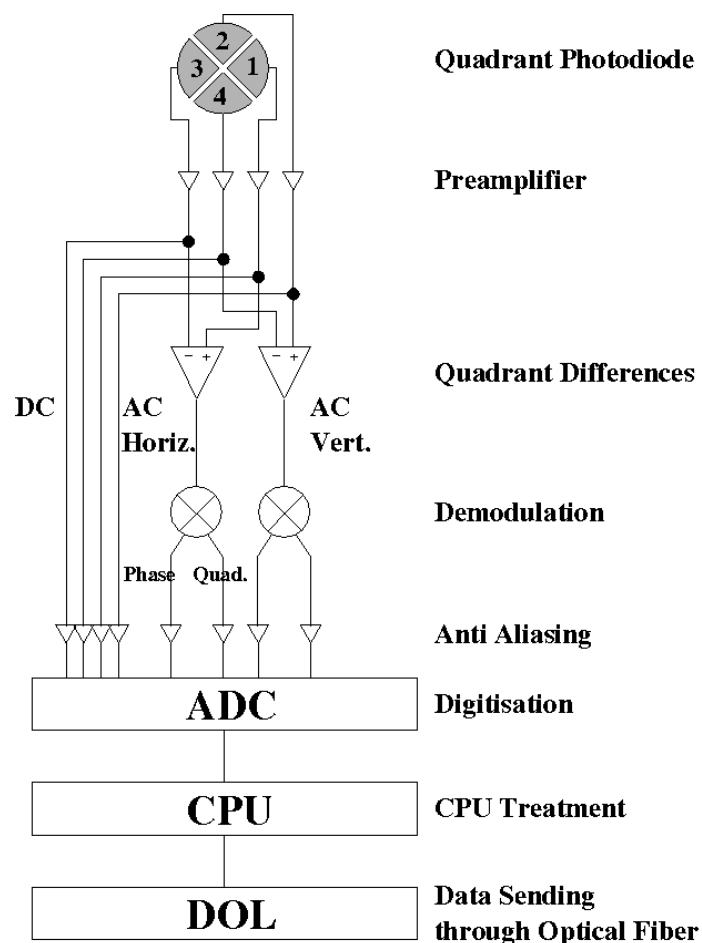 2
3
1
4
Quadrant Photodiode
Preamplifier
- +
- +
Quadrant Differences
DC
AC
Horiz.
AC
Vert.
Demodulation
Phase
Quad.
Anti Aliasing
ADC
Digitisation
CPU
CPU Treatment
DOL
Data Sending
through Optical Fiber